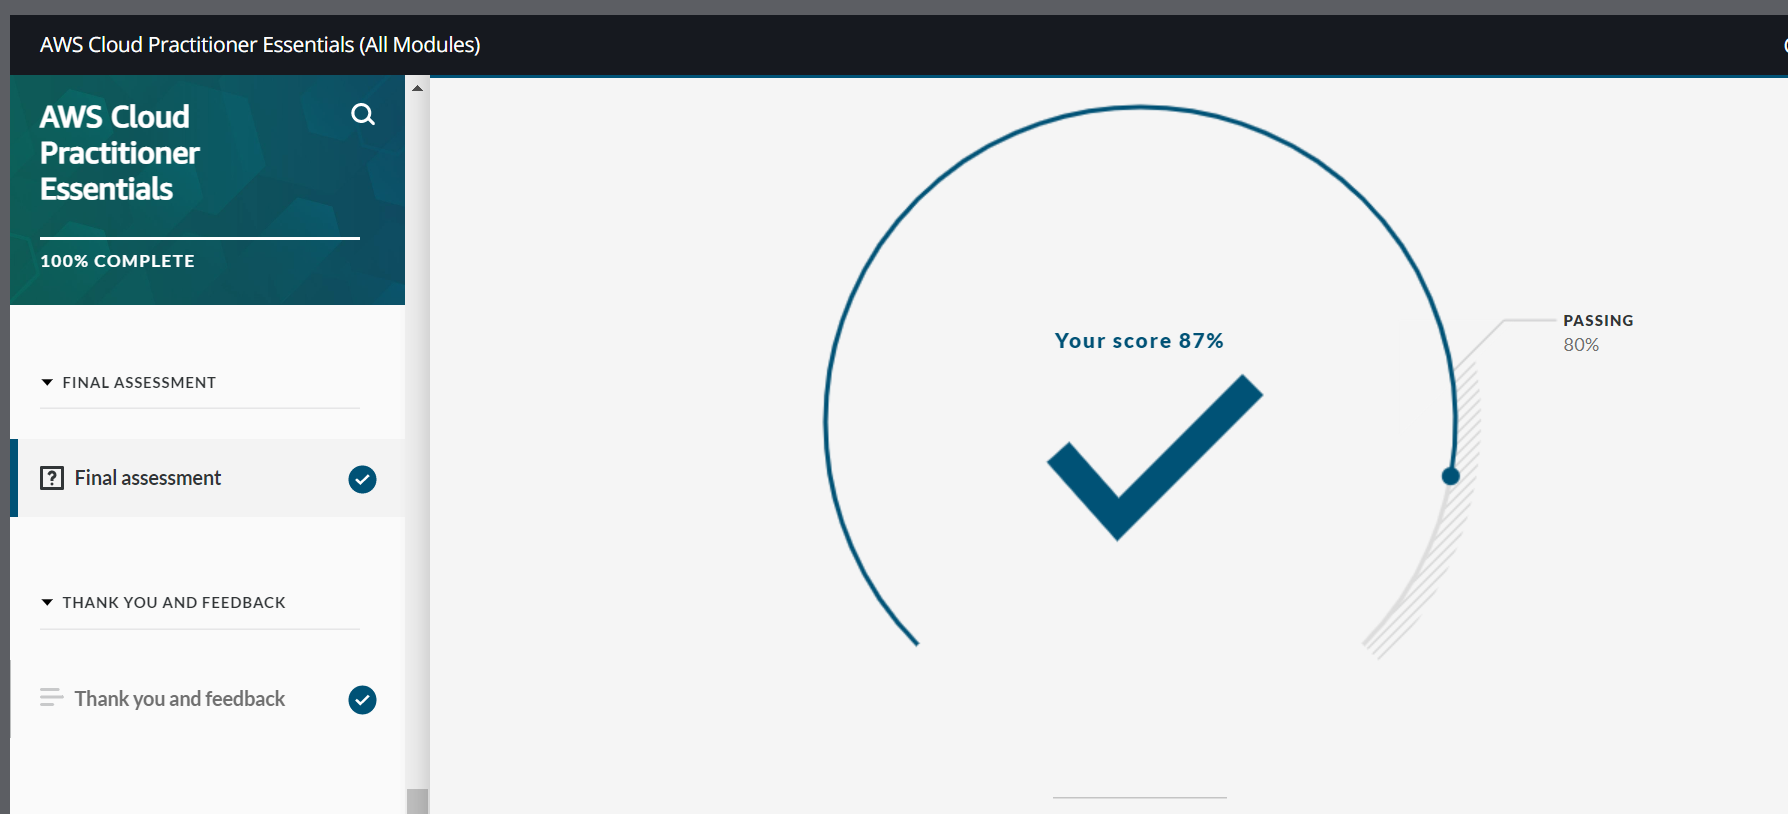 AWS Cloud Practitioner Essentials (All Modules)
AWS Cloud
Practitioner
Essentials
100% COMPLETE
FINAL ASSESSMENT
Final assessment
THANK YOU AND FEEDBACK
Thank you and feedback
Your score 87%
PASSING
80%